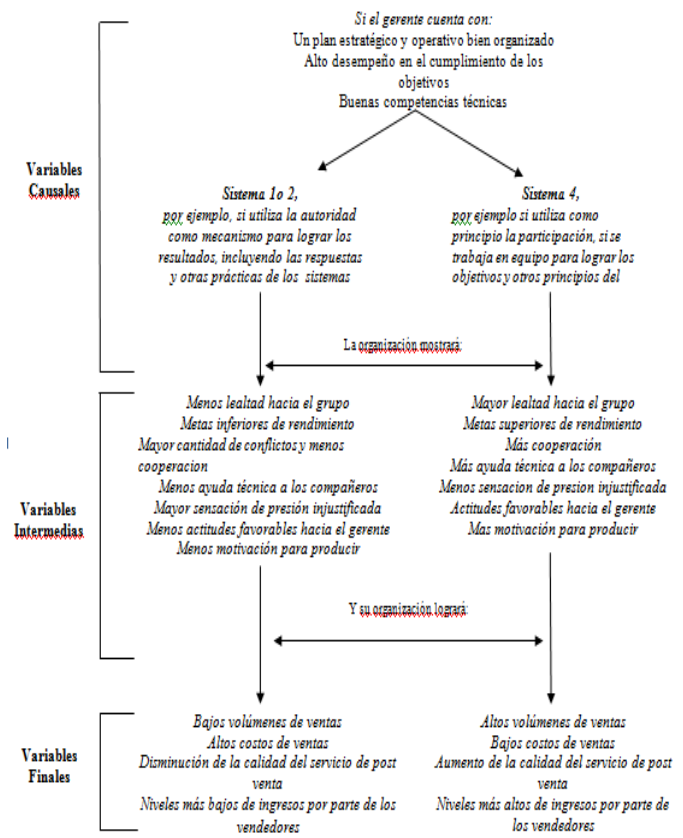 Si el gerente cuenta con:
Un plan estratégico y operativo bien organizado
Alto desempeño en el cumplimiento de los
objetivos
Buenas competencias técnicas
Variables
Causales
Sistema 1o 2,
por ejemplo, si utiliza la autoridad
como mecanismo para lograr los
resultados, incluyendo las respuestas
y otras prácticas de los sistemas
Sistema 4,
por ejemplo si utiliza como
principio la participación, si se
trabaja en equipo para lograr los
objetivos y otros principios del
La organización mostrará:
Variables
Intermedias
Menos lealtad hacia el grupo
Metas inferiores de rendimiento
Mayor cantidad de conflictos y menos
cooperacion
Menos ayuda técnica a los compañeros
Mayor sensación de presión injustificada
Menos actitudes favorables hacia el gerente
Menos motivación para producir
Mayor lealtad hacia el grupo
Metas superiores de rendimiento
Más cooperación
Más ayuda técnica a los compañeros
Menos sensacion de presion injustificada
Actitudes favorables hacia el gerente
Mas motivación para producir
Y su organización logrará:
Variables
Finales
Bajos volúmenes de ventas
Altos costos de ventas
Disminución de la calidad del servicio de post
venta
Niveles más bajos de ingresos por parte de los
vendedores
Altos volúmenes de ventas
Bajos costos de ventas
Aumento de la calidad del servicio de post
venta
Niveles más altos de ingresos por parte de
los vendedores